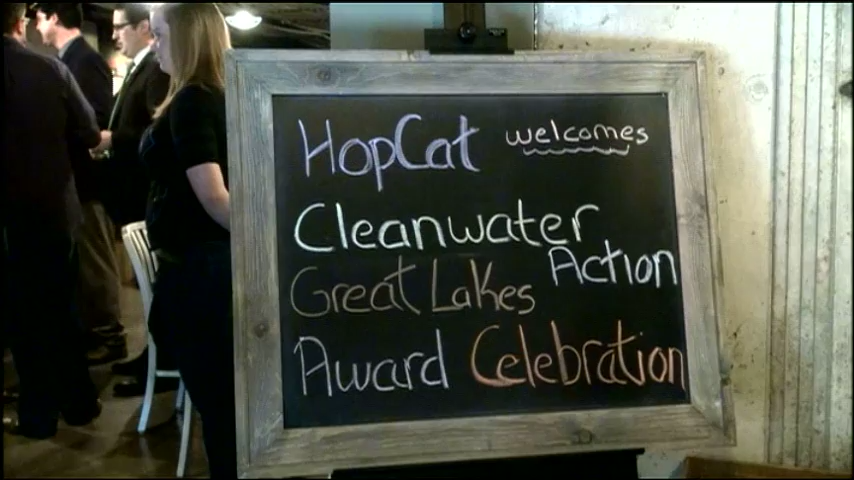 HopCat welcomes
Cleanwater
Action
Great Lakes
Award Celebration